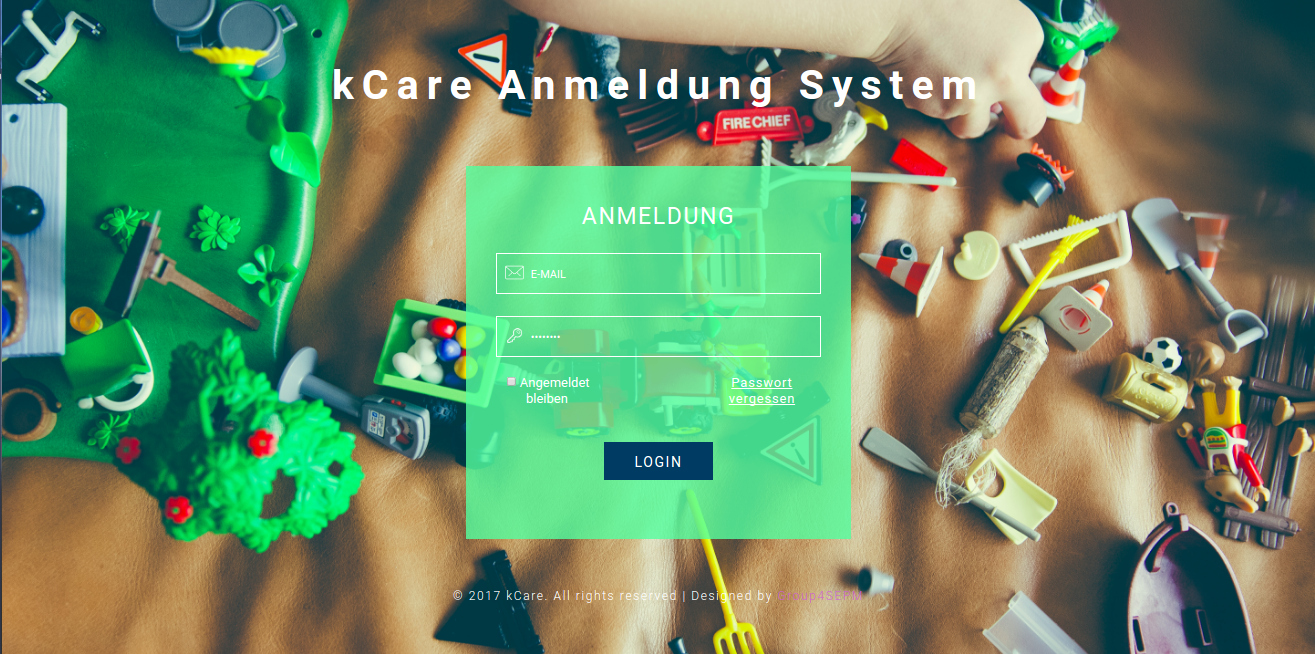 kCare Anmeldung System
FIRE CHIEF
ANMELDUNG
E-MAIL
••••••••
Angemeldet
bleiben
Passwort
vergessen
LOGIN
© 2017 kCare. All rights reserved | Designed by